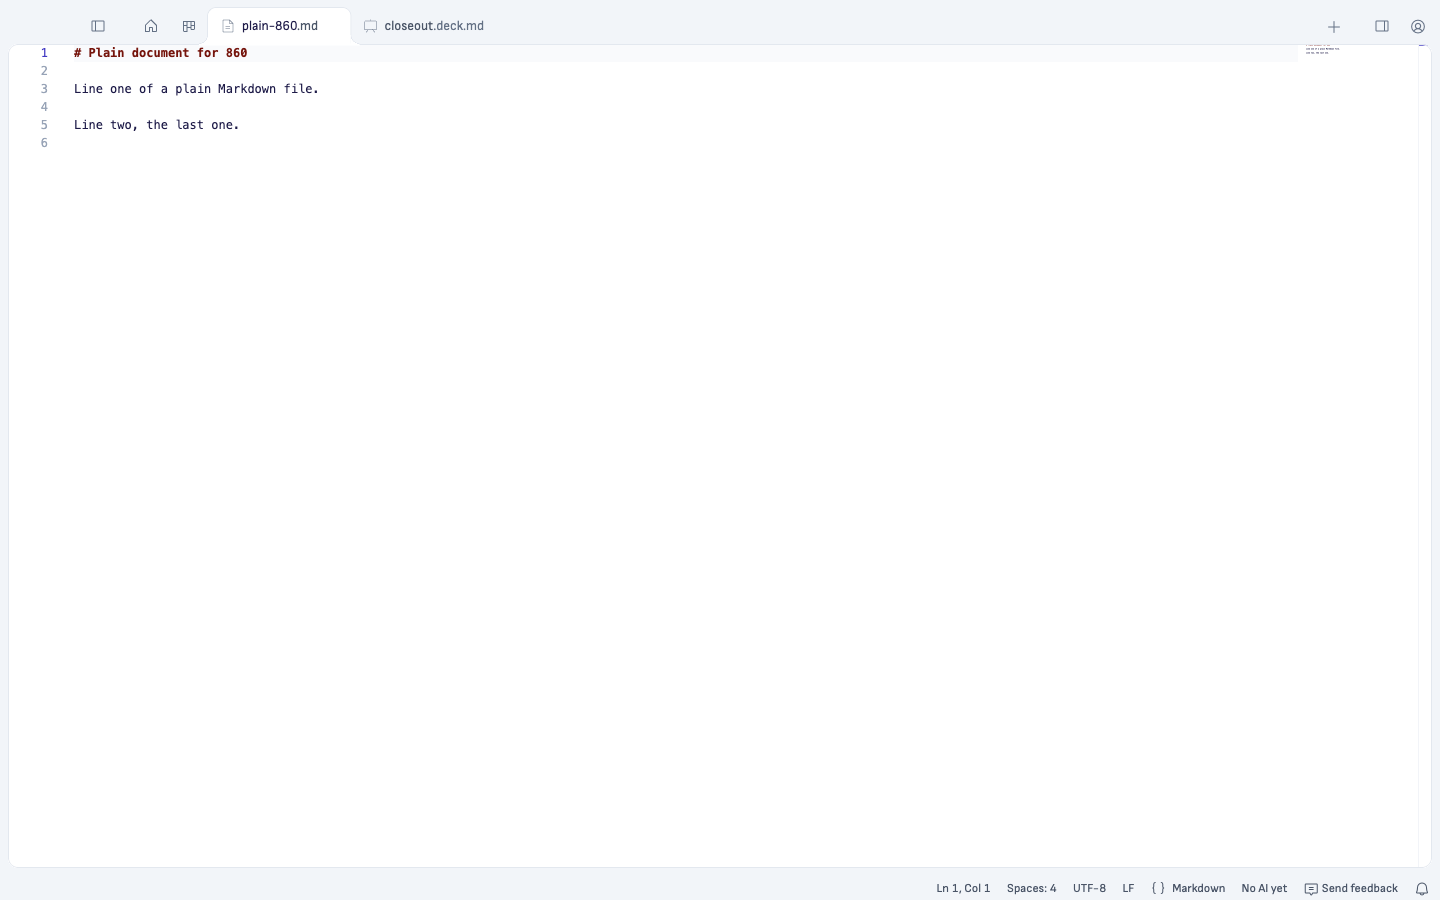 plain-860.md
closeout.deck.md
1 # Plain document for 860
2
3 Line one of a plain Markdown file.
4
5 Line two, the last one.
6
Ln 1, Col 1 Spaces: 4 UTF-8 LF { } Markdown No AI yet Send feedback